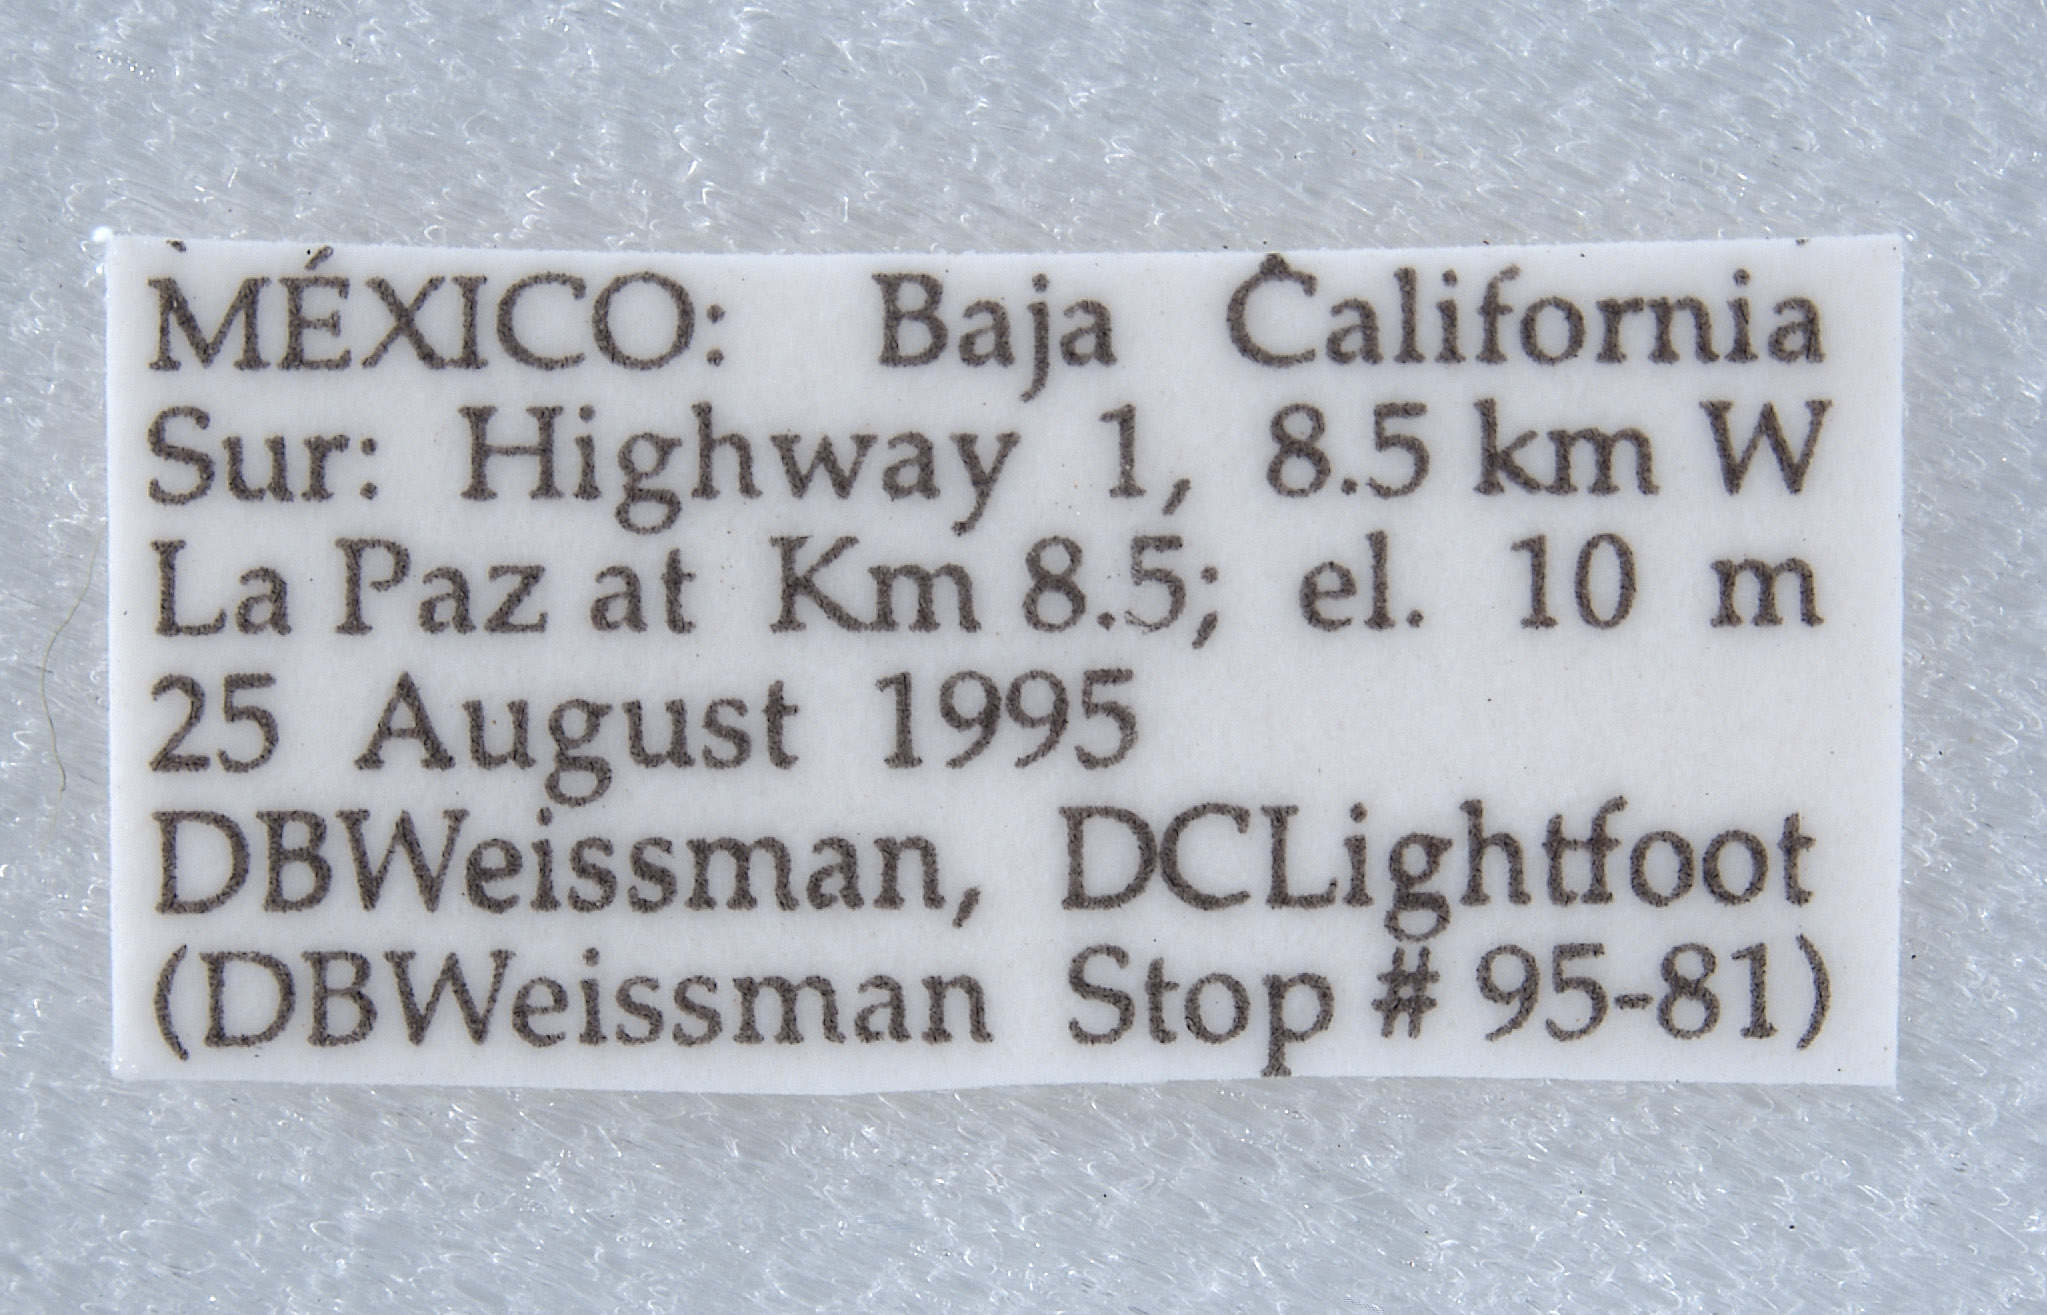 MÉXICO: Baja California
Sur: Highway 1, 8.5 km W
La Paz at Km 8.5; el. 10 m
25 August 1995
DBWeissman, DCLightfoot
(DBWeissman Stop # 95-81)